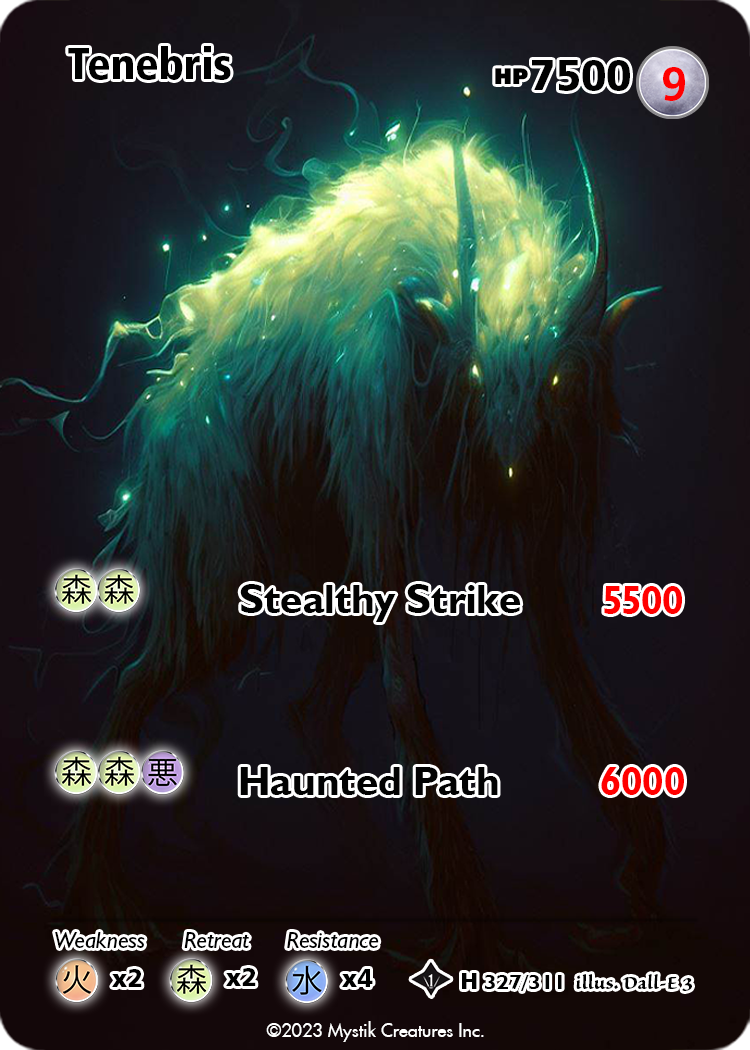 Tenebris HP7500 9
森 森 Stealthy Strike 5500
森 森 悪 Haunted Path 6000
Weakness Retreat Resistance
火 x2 森 x2 水 x4 1 H 327/311 illus. Dall-E 3
©2023 Mystik Creatures Inc.